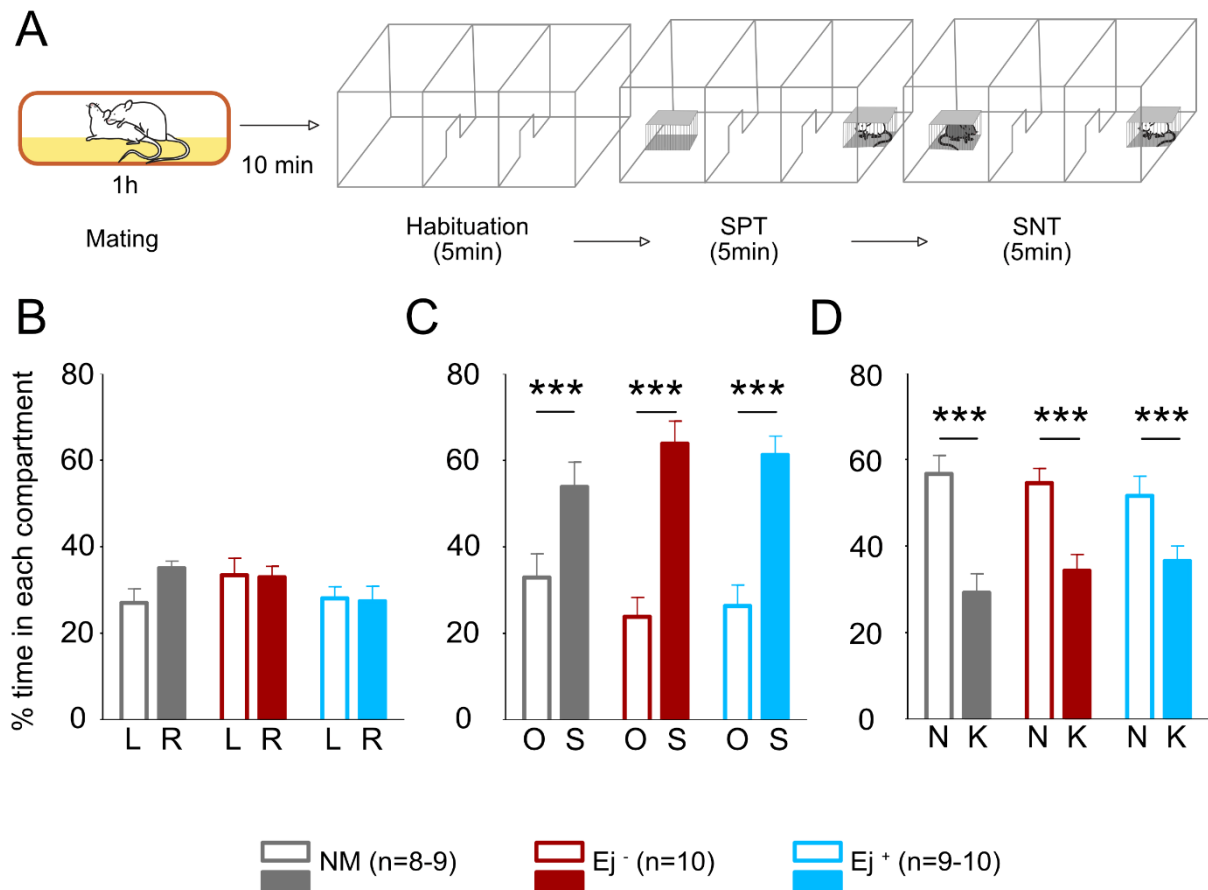 A
1h
Mating
10 min
Habituation
(5min)
SPT
(5min)
SNT
(5min)
B
C
D
% time in each compartment
80
60
40
20
0
L R L R L R
80
60
40
20
0
*** *** ***
O S O S O S
80
60
40
20
0
*** *** ***
N K N K N K
NM (n=8-9)
Ej - (n=10)
Ej + (n=9-10)